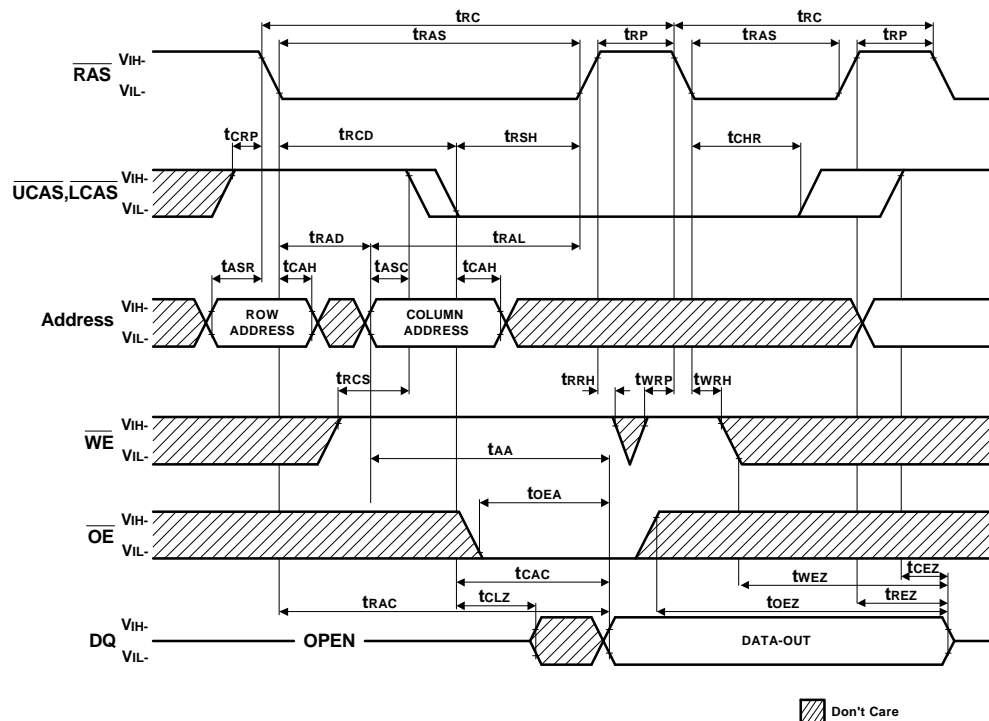 tRC tRC
tRAS tRP tRAS tRP
RAS VIH- VIL-
tCRP tRCD tRSH tCHR
UCAS,LCAS VIH- VIL-
tRAD tRAL
tASR tCAH tASC tCAH
Address VIH- VIL-
ROW ADDRESS
COLUMN ADDRESS
tRCS tRRH tWRP tWRH
WE VIH- VIL-
tAA
tOEA
OE VIH- VIL-
tCAC tWEZ tCEZ
tRAC tCLZ tOEZ tREZ
DQ VIH- VIL-
OPEN DATA-OUT
Don't Care